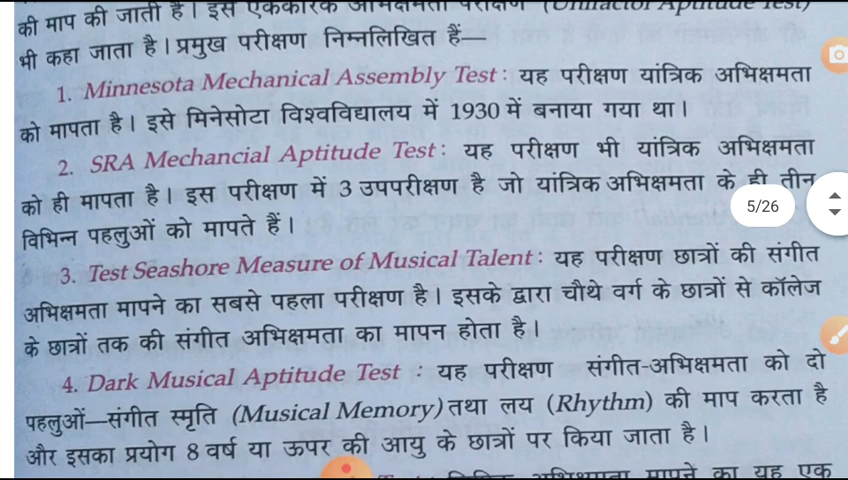 की माप की जाती है। इसे एककारक अभिक्षमता परीक्षण (Unifactor Aptitude Test)
भी कहा जाता है। प्रमुख परीक्षण निम्नलिखित हैं—
1. Minnesota Mechanical Assembly Test : यह परीक्षण यांत्रिक अभिक्षमता
को मापता है। इसे मिनेसोटा विश्वविद्यालय में 1930 में बनाया गया था।
2. SRA Mechancial Aptitude Test : यह परीक्षण भी यांत्रिक अभिक्षमता
को ही मापता है। इस परीक्षण में 3 उपपरीक्षण है जो यांत्रिक अभिक्षमता के ही तीन
5/26
विभिन्न पहलुओं को मापते हैं।
3. Test Seashore Measure of Musical Talent : यह परीक्षण छात्रों की संगीत
अभिक्षमता मापने का सबसे पहला परीक्षण है। इसके द्वारा चौथे वर्ग के छात्रों से कॉलेज
के छात्रों तक की संगीत अभिक्षमता का मापन होता है।
4. Dark Musical Aptitude Test : यह परीक्षण संगीत-अभिक्षमता को दो
पहलुओं—संगीत स्मृति (Musical Memory) तथा लय (Rhythm) की माप करता है
और इसका प्रयोग 8 वर्ष या ऊपर की आयु के छात्रों पर किया जाता है।
अभिक्षमता मापने का यह एक